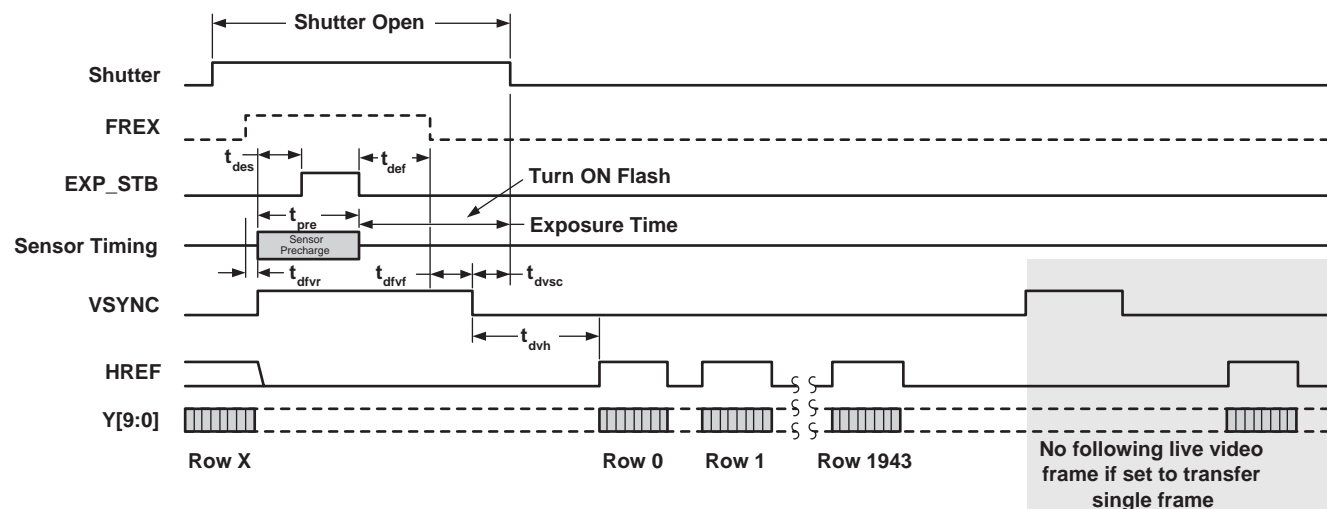 Shutter Open
Shutter
FREX
t des
t def
EXP_STB
Turn ON Flash
t pre
Exposure Time
Sensor Timing
Sensor
Precharge
t dfvr
t dfvf
t dvsc
VSYNC
t dvh
HREF
Y[9:0]
Row X
Row 0
Row 1
Row 1943
No following live video
frame if set to transfer
single frame